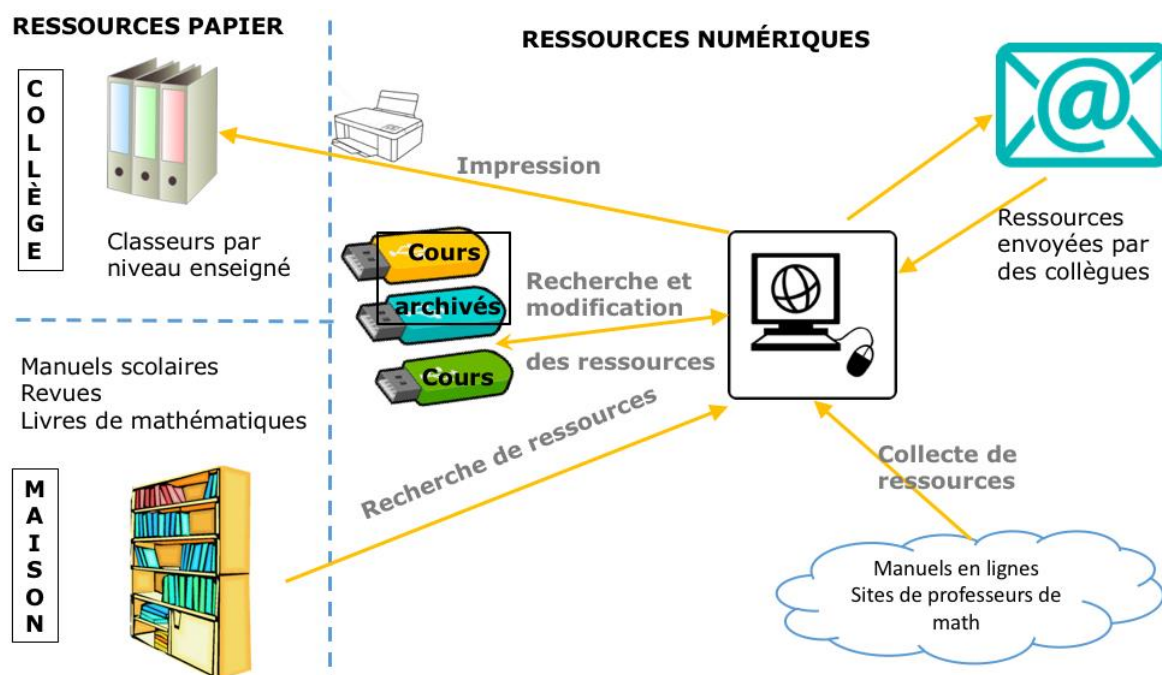 RESSOURCES PAPIER
RESSOURCES NUMÉRIQUES
COLLÈGE
@
Impression
Classeurs par
niveau enseigné
Ressources
envoyées par
des collègues
Cours
archivés
Cours
Recherche et
modification
des ressources
Manuels scolaires
Revues
Livres de mathématiques
Recherche de ressources
Collecte de
ressources
MAISON
Manuels en lignes
Sites de professeurs de
math